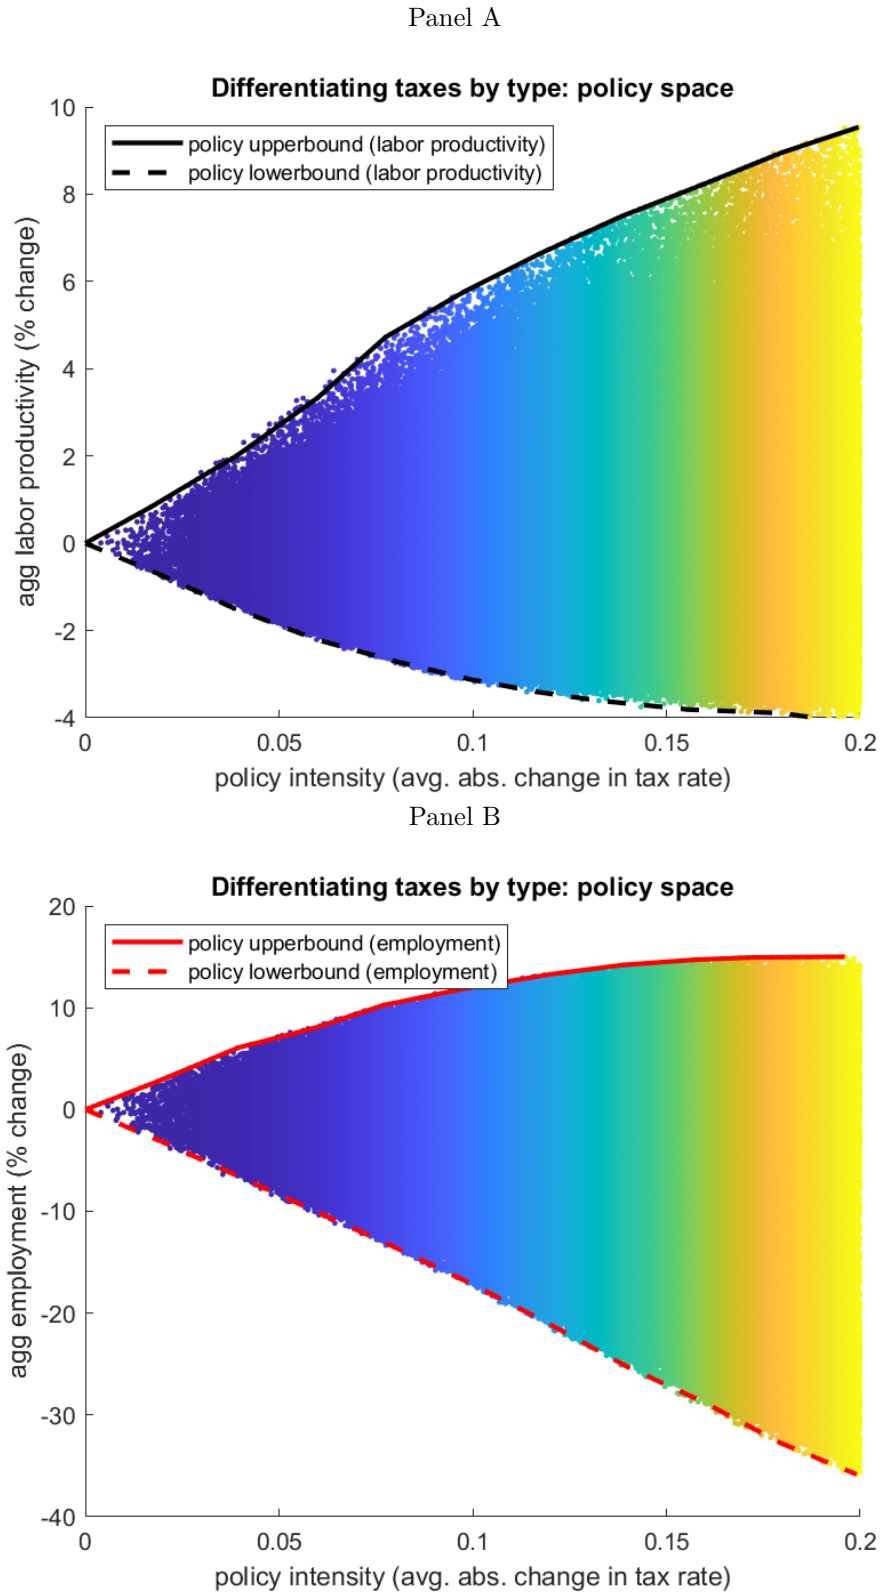 Panel A
Differentiating taxes by type: policy space
10
policy upperbound (labor productivity)
policy lowerbound (labor productivity)
8
6
4
2
0
-2
-4
agg labor productivity (% change)
0 0.05 0.1 0.15 0.2
policy intensity (avg. abs. change in tax rate)
Panel B
Differentiating taxes by type: policy space
20
policy upperbound (employment)
policy lowerbound (employment)
10
0
-10
-20
-30
-40
agg employment (% change)
0 0.05 0.1 0.15 0.2
policy intensity (avg. abs. change in tax rate)